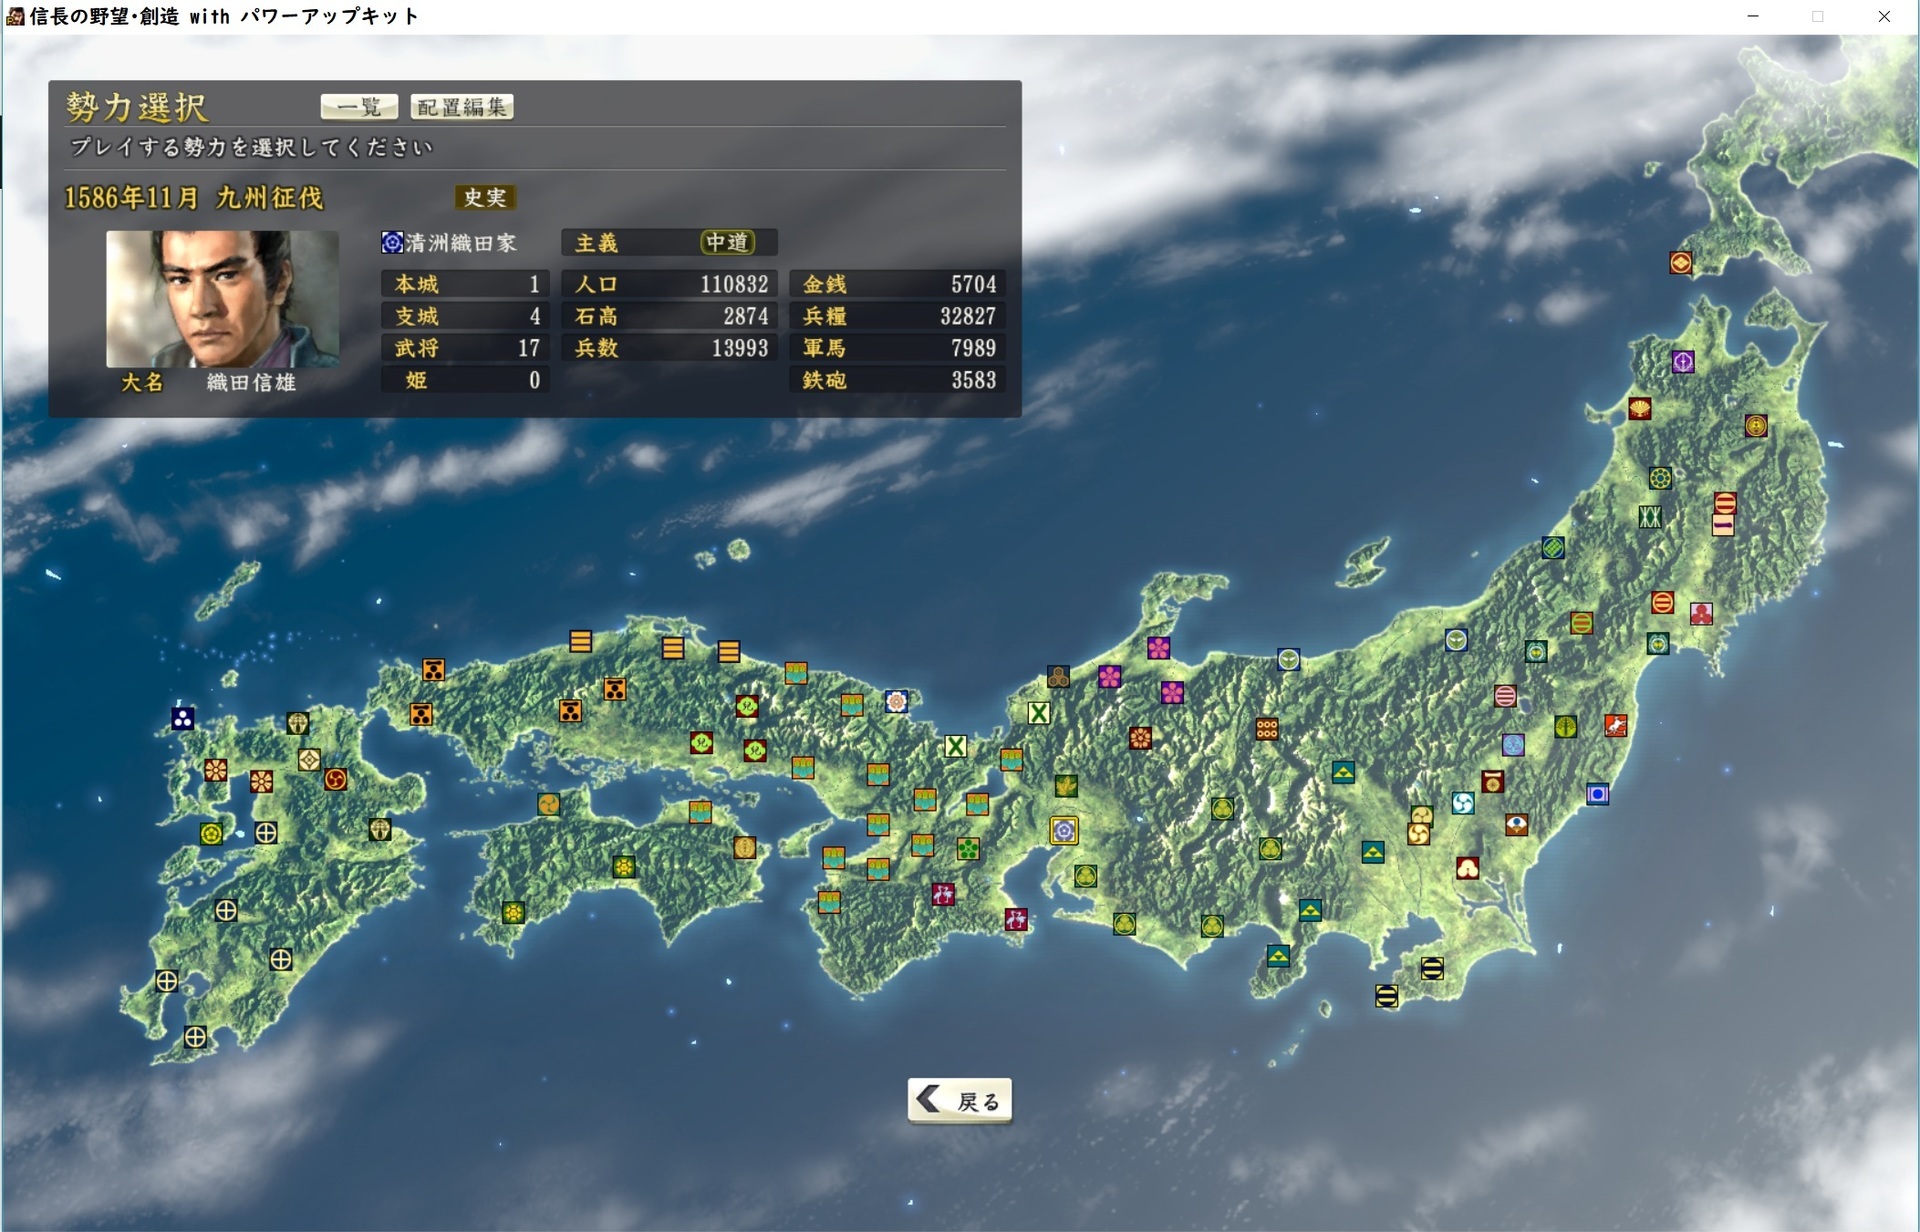 信長の野望・創造 with パワーアップキット
勢力選択 一覧 配置編集
プレイする勢力を選択してください
1586年11月 九州征伐 史実
清洲織田家 主義 中道
本城 1 人口 110832 金銭 5704
支城 4 石高 2874 兵糧 32827
武将 17 兵数 13993 軍馬 7989
姫 0 鉄砲 3583
大名 織田信雄
戻る